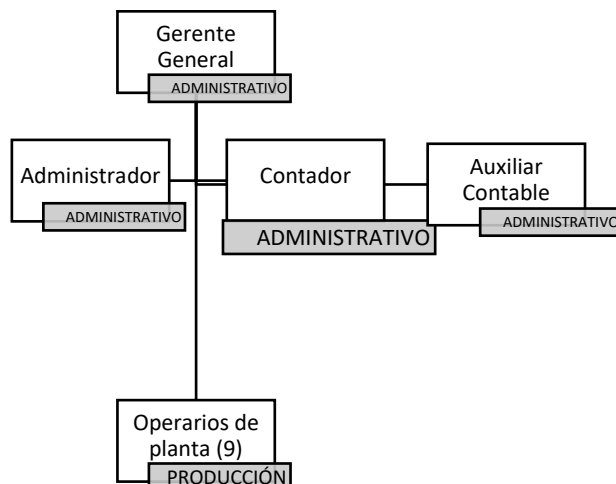 Gerente
General
ADMINISTRATIVO
Administrador
ADMINISTRATIVO
Contador
ADMINISTRATIVO
Auxiliar
Contable
ADMINISTRATIVO
Operarios de
planta (9)
PRODUCCIÓN